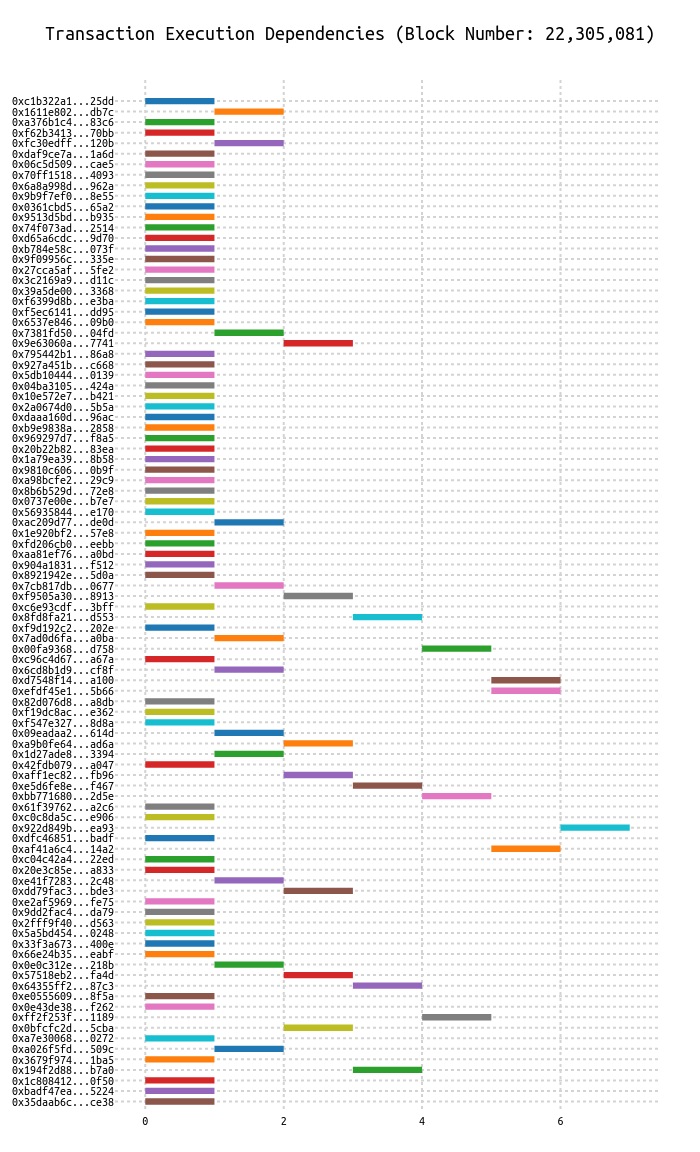 Transaction Execution Dependencies (Block Number: 22,305,081)
0xc1b322a1...25dd
0x1611e802...db7c
0xa376b1c4...83c6
0xf62b3413...70bb
0xfc30edff...120b
0xdaf9ce7a...1a6d
0x06c5d509...cae5
0x70ff1518...4093
0x6a8a998d...962a
0x9b9f7ef0...8e55
0x0361cbd5...65a2
0x9513d5bd...b935
0x74f073ad...2514
0xd65a6cdc...9d70
0xb784e58c...073f
0x9f09956c...335e
0x27cca5af...5fe2
0x3c2169a9...d11c
0x39a5de00...3368
0xf6399d8b...e3ba
0xf5ec6141...dd95
0x6537e846...09b0
0x7381fd50...04fd
0x9e63060a...7741
0x795442b1...86a8
0x927a451b...c668
0x5db10444...0139
0x04ba3105...424a
0x10e572e7...b421
0x2a0674d0...5b5a
0xdaaa160d...96ac
0xb9e9838a...2858
0x969297d7...f8a5
0x20b22b82...83ea
0x1a79ea39...8b58
0x9810c606...0b9f
0xa98bcfe2...29c9
0x8b6b529d...72e8
0x0737e00e...b7e7
0x56935844...e170
0xac209d77...de0d
0x1e920bf2...57e8
0xfd206cb0...eebb
0xaa81ef76...a0bd
0x904a1831...f512
0x8921942e...5d0a
0x7cb817db...0677
0xf9505a30...8913
0xc6e93cdf...3bff
0x8fd8fa21...d553
0xf9d192c2...202e
0x7ad0d6fa...a0ba
0x00fa9368...d758
0xc96c4d67...a67a
0x6cd8b1d9...cf8f
0xd7548f14...a100
0xefdf45e1...5b66
0x82d076d8...a8db
0xf19dc8ac...e362
0xf547e327...8d8a
0x09eadaa2...614d
0xa9b0fe64...ad6a
0x1d27ade8...3394
0x42fdb079...a047
0xaff1ec82...fb96
0xe5d6fe8e...f467
0xbb771680...2d5e
0x61f39762...a2c6
0xc0c8da5c...e906
0x922d849b...ea93
0xdfc46851...badf
0xaf41a6c4...14a2
0xc04c42a4...22ed
0x20e3c85e...a833
0xe41f7283...2c48
0xdd79fac3...bde3
0xe2af5969...fe75
0x9dd2fac4...da79
0x2fff9f40...d563
0x5a5bd454...0248
0x33f3a673...400e
0x66e24b35...eabf
0x0e0c312e...218b
0x57518eb2...fa4d
0x64355ff2...87c3
0xe0555609...8f5a
0x0e43de38...f262
0xff2f253f...1189
0x0bfcfc2d...5cba
0xa7e30068...0272
0xa026f5fd...509c
0x3679f974...1ba5
0x194f2d88...b7a0
0x1c808412...0f50
0xbadf47ea...5224
0x35daab6c...ce38
0 2 4 6